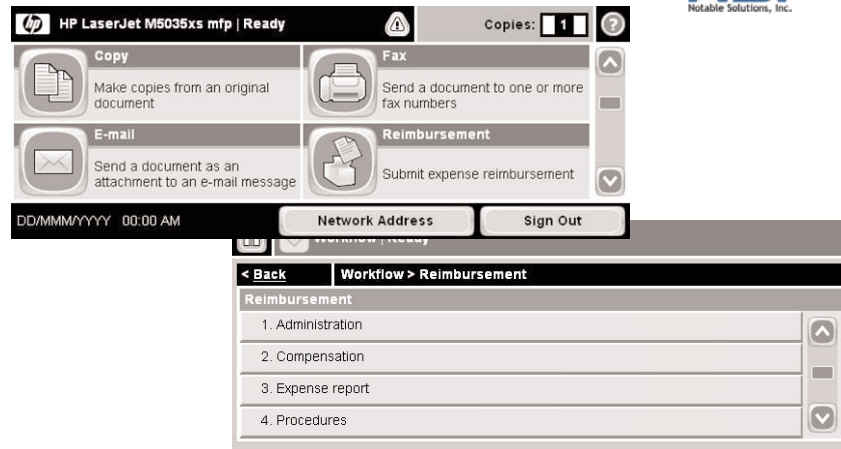 Notable Solutions, Inc.
HP LaserJet M5035xs mfp | Ready
Copies: 1
Copy
Make copies from an original
document
Fax
Send a document to one or more
fax numbers
E-mail
Send a document as an
attachment to an e-mail message
Reimbursement
Submit expense reimbursement
DD/MMM/YYYY 00:00 AM
Network Address
Sign Out
Workflow | Ready
< Back
Workflow > Reimbursement
Reimbursement
1. Administration
2. Compensation
3. Expense report
4. Procedures